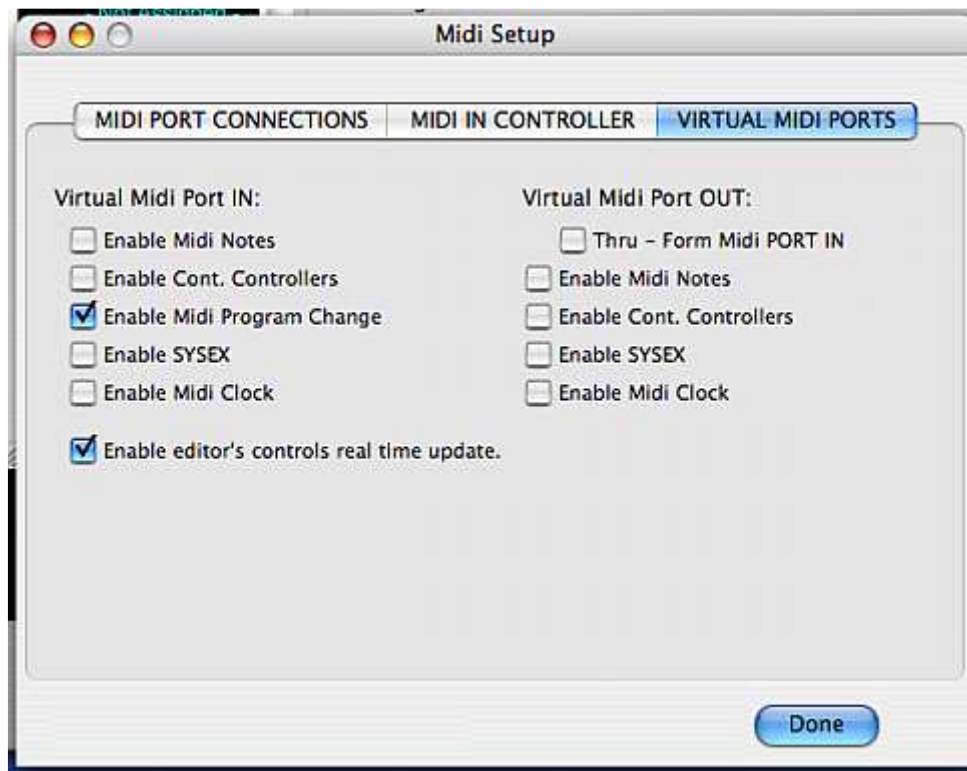 Not Assigned
Midi Setup
MIDI PORT CONNECTIONS MIDI IN CONTROLLER VIRTUAL MIDI PORTS
Virtual Midi Port IN:
Enable Midi Notes
Enable Cont. Controllers
Enable Midi Program Change
Enable SYSEX
Enable Midi Clock
Enable editor's controls real time update.
Virtual Midi Port OUT:
Thru - Form Midi PORT IN
Enable Midi Notes
Enable Cont. Controllers
Enable SYSEX
Enable Midi Clock
Done